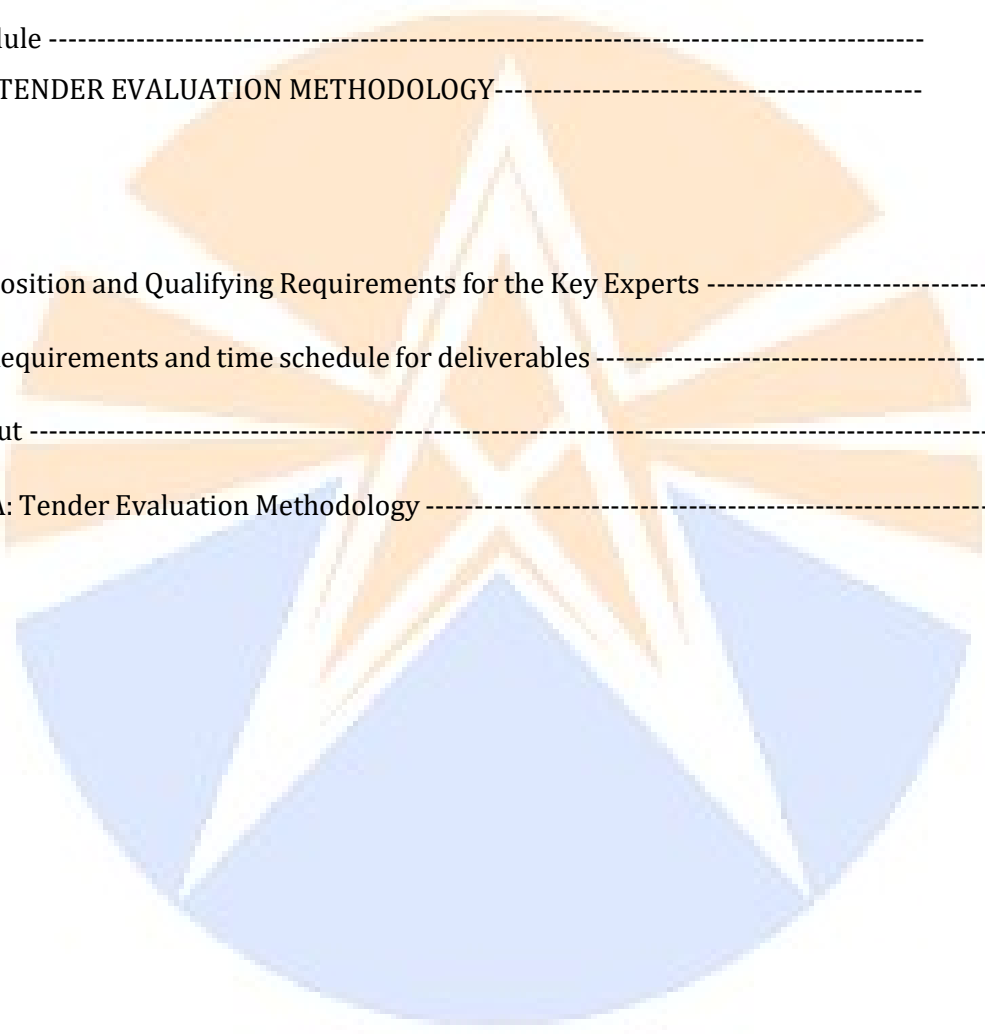 lule ------------------------------------------------------------------------------------------
TENDER EVALUATION METHODOLOGY--------------------------------------------
osition and Qualifying Requirements for the Key Experts -----------------------------
equirements and time schedule for deliverables ----------------------------------------
ut ---------------------------------------------------------------------------------------------------
A: Tender Evaluation Methodology ----------------------------------------------------------